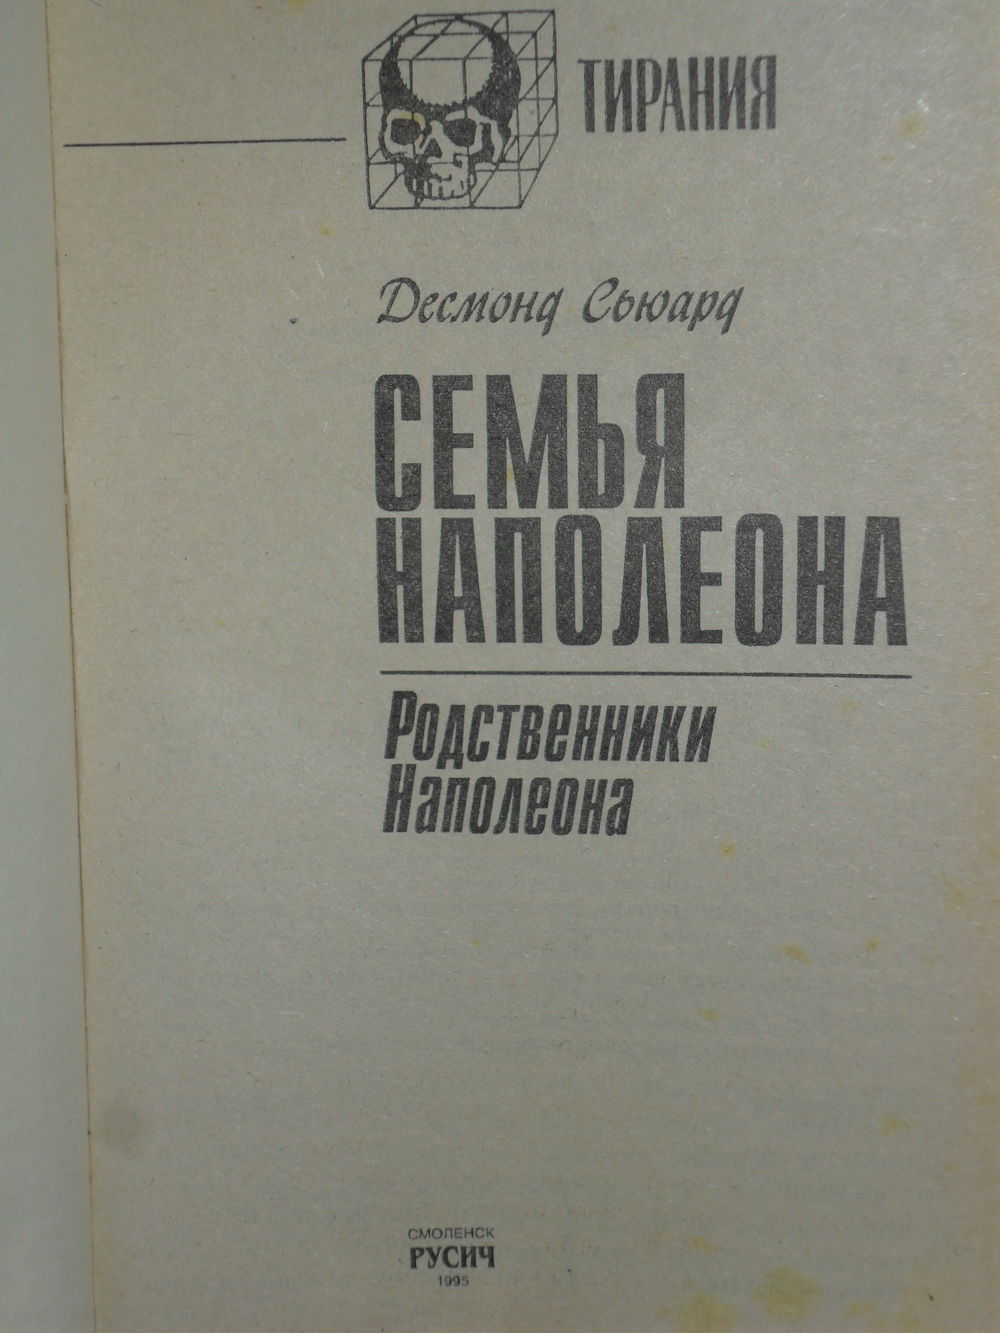 ТИРАНИЯ
Десмонд Сьюард
СЕМЬЯ
НАПОЛЕОНА
Родственники
Наполеона
СМОЛЕНСК
РУСИЧ
1995